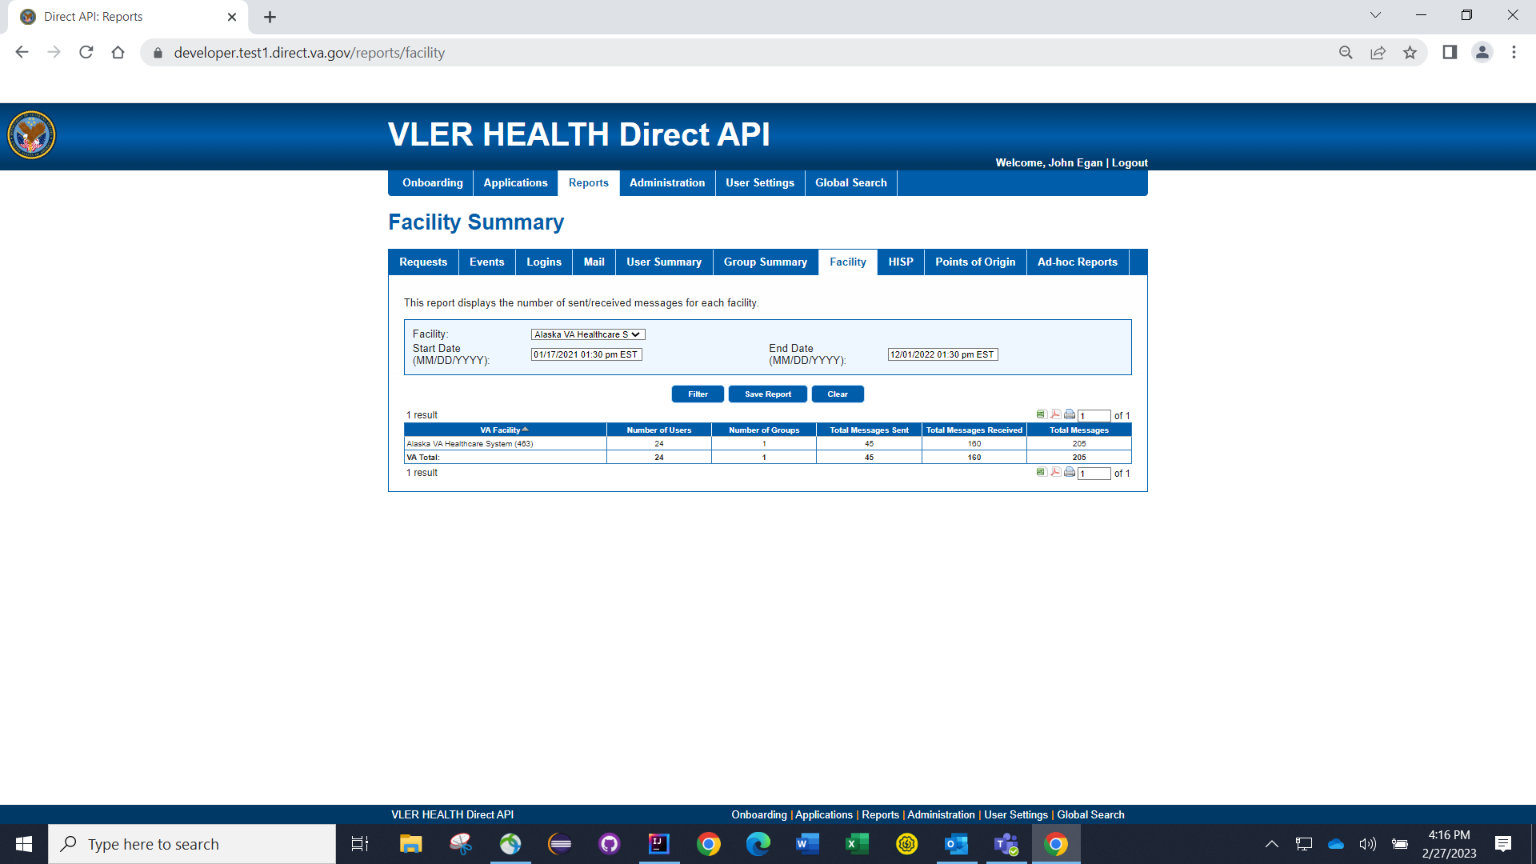 Direct API: Reports
developer.test1.direct.va.gov/reports/facility
VLER HEALTH Direct API
Welcome, John Egan | Logout
Onboarding Applications Reports Administration User Settings Global Search
Facility Summary
Requests Events Logins Mail User Summary Group Summary Facility HISP Points of Origin Ad-hoc Reports
This report displays the number of sent/received messages for each facility.
Facility: Alaska VA Healthcare S
Start Date (MM/DD/YYYY): 01/17/2021 01:30 pm EST End Date (MM/DD/YYYY): 12/01/2022 01:30 pm EST
Filter Save Report Clear
1 result 1 of 1
VA Facility Number of Users Number of Groups Total Messages Sent Total Messages Received Total Messages
Alaska VA Healthcare System (463) 24 1 45 160 205
VA Total: 24 1 45 160 205
1 result 1 of 1
VLER HEALTH Direct API Onboarding | Applications | Reports | Administration | User Settings | Global Search
Type here to search
4:16 PM
2/27/2023